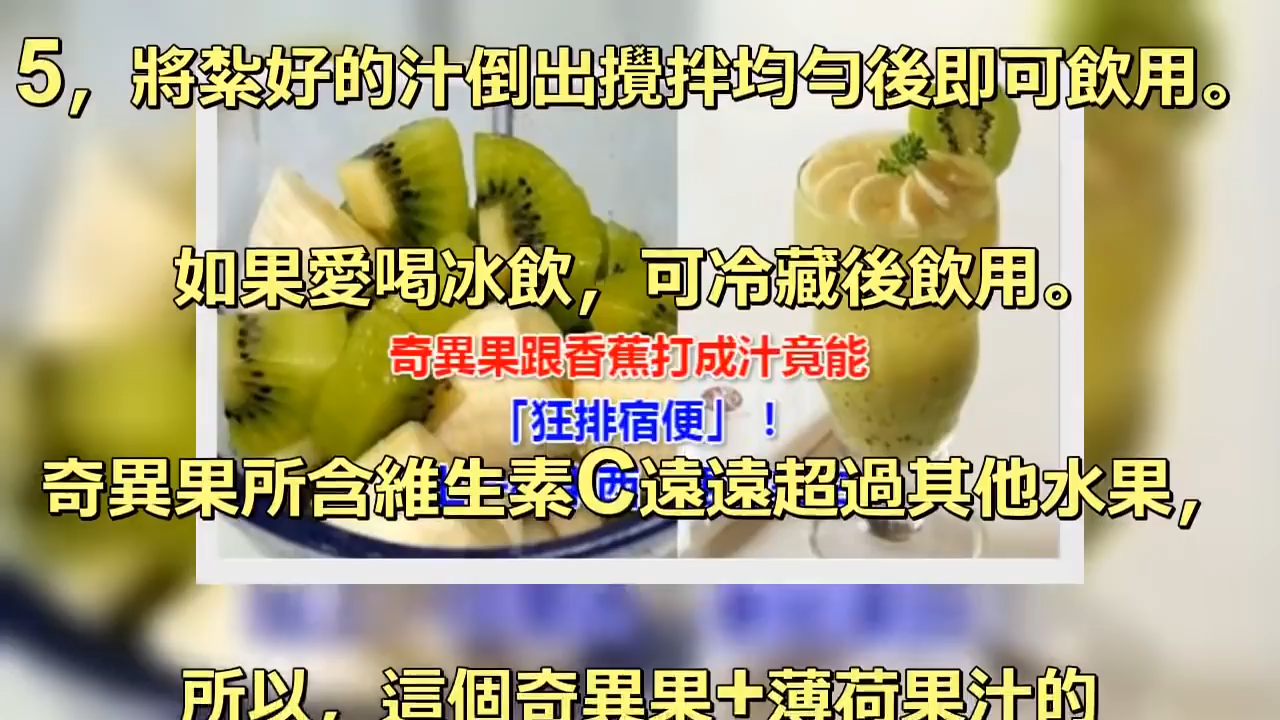 5，將紮好的汁倒出攪拌均勻後即可飲用。
如果愛喝冰飲，可冷藏後飲用。
奇異果跟香蕉打成汁竟能
「狂排宿便」！
奇異果所含維生素C遠遠超過其他水果，
所以，這個奇異果+薄荷果汁的